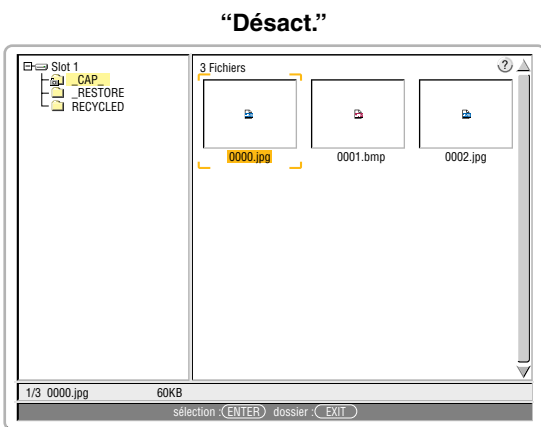 “Désact.”
Slot 1
_CAP_
_RESTORE
RECYCLED
3 Fichiers
?
0000.jpg 0001.bmp 0002.jpg
1/3 0000.jpg 60KB
sélection :ENTER dossier : EXIT